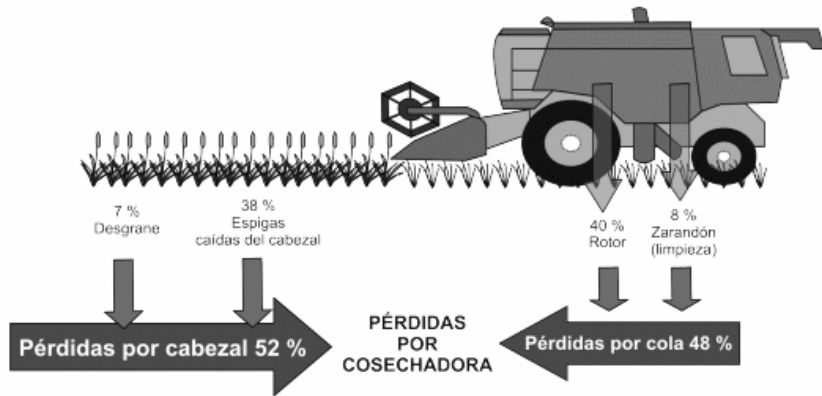 7 %
Desgrane
38 %
Espigas
caídas del cabezal
40 %
Rotor
8 %
Zarandón
(limpieza)
Pérdidas por cabezal 52 %
PÉRDIDAS
POR
COSECHADORA
Pérdidas por cola 48 %